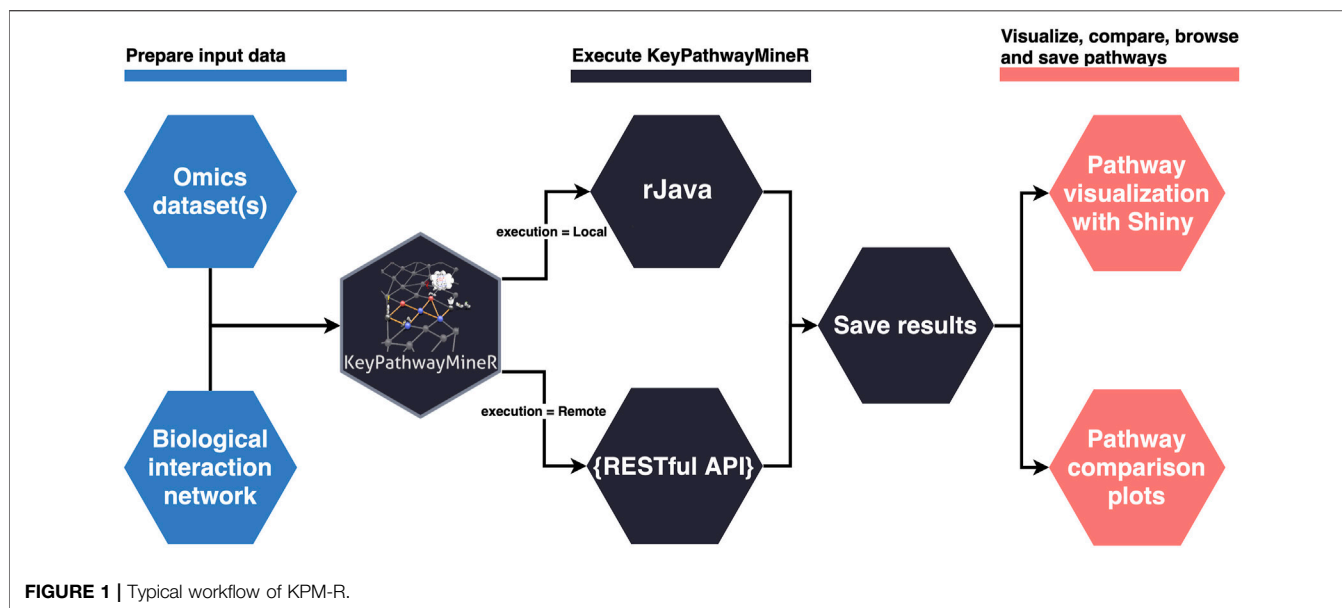 Prepare input data
Execute KeyPathwayMineR
Visualize, compare, browse
and save pathways
Omics
dataset(s)
Biological
interaction
network
KeyPathwayMineR
execution = Local
execution = Remote
rJava
{RESTful API}
Save results
Pathway
visualization
with Shiny
Pathway
comparison
plots
FIGURE 1 | Typical workflow of KPM-R.